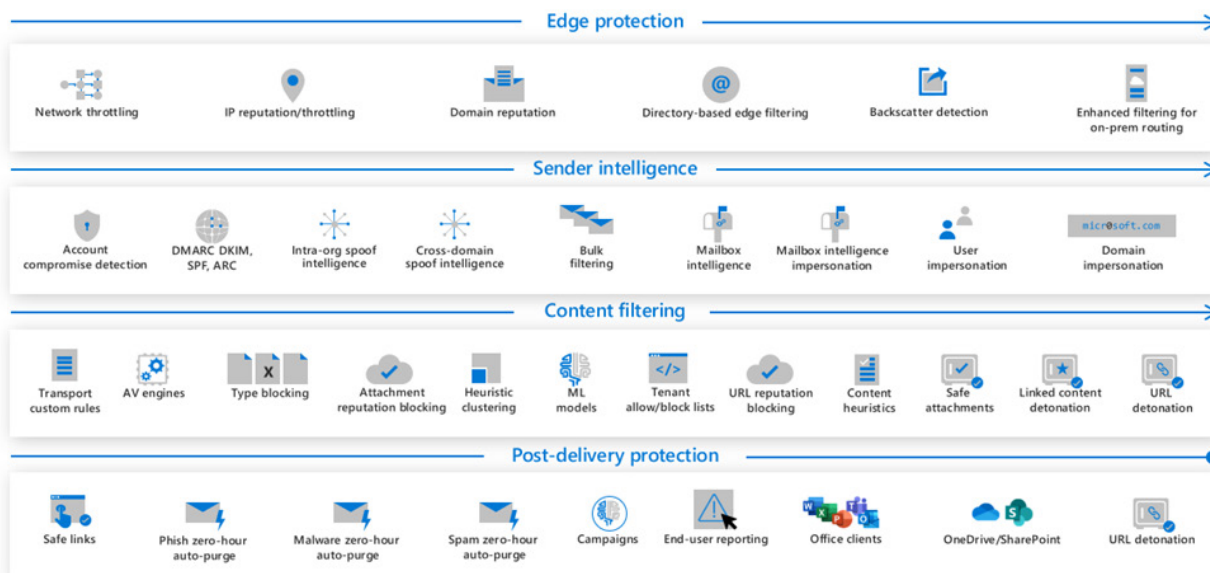 Edge protection
Network throttling
IP reputation/throttling
Domain reputation
@
Directory-based edge filtering
Backscatter detection
Enhanced filtering for
on-prem routing
Sender intelligence
Account
compromise detection
DMARC DKIM,
SPF, ARC
Intra-org spoof
intelligence
Cross-domain
spoof intelligence
Bulk
filtering
Mailbox
intelligence
Mailbox intelligence
impersonation
User
impersonation
micr0soft.com
Domain
impersonation
Content filtering
Transport
custom rules
AV engines
X
Type blocking
Attachment
reputation blocking
Heuristic
clustering
ML
models
</>
Tenant
allow/block lists
URL reputation
blocking
Content
heuristics
Safe
attachments
Linked content
detonation
URL
detonation
Post-delivery protection
Safe links
Phish zero-hour
auto-purge
Malware zero-hour
auto-purge
Spam zero-hour
auto-purge
Campaigns
End-user reporting
W
X
P
T
O
Office clients
S
OneDrive/SharePoint
URL detonation